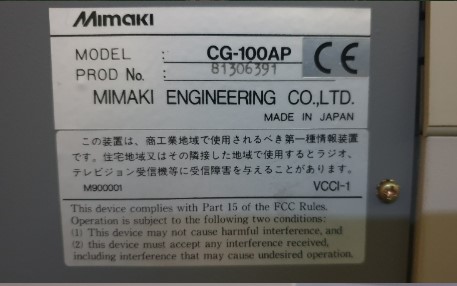 Mimaki
MODEL : CG-100AP
PROD No. : 81306391
CE
MIMAKI ENGINEERING CO.,LTD.
MADE IN JAPAN
この装置は、商工業地域で使用されるべき第一種情報装置
です。住宅地域又はその隣接した地域で使用するとラジオ、
テレビジョン受信機等に受信障害を与えることがあります。
M900001 VCCI-1
This device complies with Part 15 of the FCC Rules.
Operation is subject to the following two conditions:
(1) This device may not cause harmful interference, and
(2) this device must accept any interference received,
including interference that may cause undesired operation.